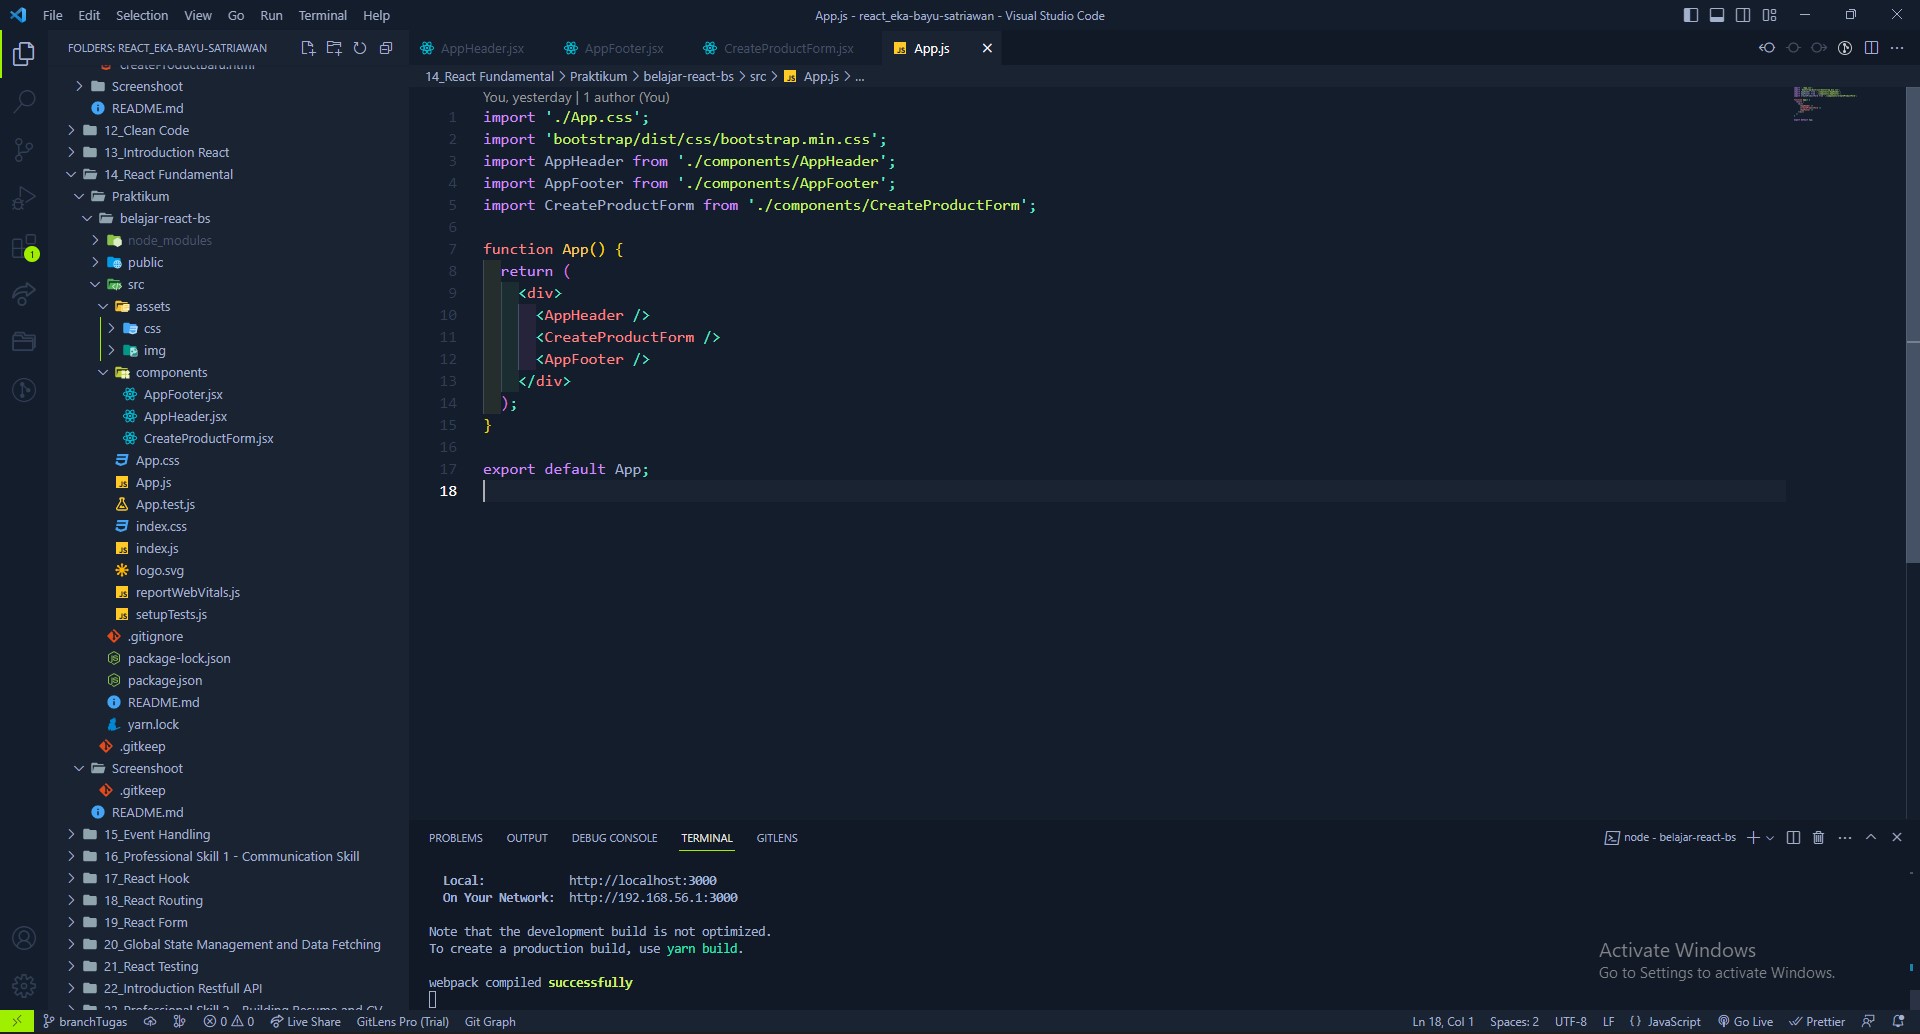 File Edit Selection View Go Run Terminal Help
App.js - react_eka-bayu-satriawan - Visual Studio Code
FOLDERS: REACT_EKA-BAYU-SATRIAWAN
AppHeader.jsx
AppFooter.jsx
CreateProductForm.jsx
App.js
14_React Fundamental > Praktikum > belajar-react-bs > src > App.js > ...
createProductBaru.html
Screenshoot
README.md
12_Clean Code
13_Introduction React
14_React Fundamental
Praktikum
belajar-react-bs
node_modules
public
src
assets
css
img
components
AppFooter.jsx
AppHeader.jsx
CreateProductForm.jsx
App.css
App.js
App.test.js
index.css
index.js
logo.svg
reportWebVitals.js
setupTests.js
.gitignore
package-lock.json
package.json
README.md
yarn.lock
.gitkeep
Screenshoot
.gitkeep
README.md
15_Event Handling
16_Professional Skill 1 - Communication Skill
17_React Hook
18_React Routing
19_React Form
20_Global State Management and Data Fetching
21_React Testing
22_Introduction Restfull API
23_Professional Skill 2 - Building Resume and CV
1
You, yesterday | 1 author (You)
1 import './App.css';
2 import 'bootstrap/dist/css/bootstrap.min.css';
3 import AppHeader from './components/AppHeader';
4 import AppFooter from './components/AppFooter';
5 import CreateProductForm from './components/CreateProductForm';
6
7 function App() {
8 return (
9 <div>
10 <AppHeader />
11 <CreateProductForm />
12 <AppFooter />
13 </div>
14 );
15 }
16
17 export default App;
18
PROBLEMS OUTPUT DEBUG CONSOLE TERMINAL GITLENS
node - belajar-react-bs
Local: http://localhost:3000
On Your Network: http://192.168.56.1:3000
Note that the development build is not optimized.
To create a production build, use yarn build.
webpack compiled successfully
Activate Windows
Go to Settings to activate Windows.
branchTugas 0 0 Live Share GitLens Pro (Trial) Git Graph
Ln 18, Col 1 Spaces: 2 UTF-8 LF {} JavaScript Go Live Prettier